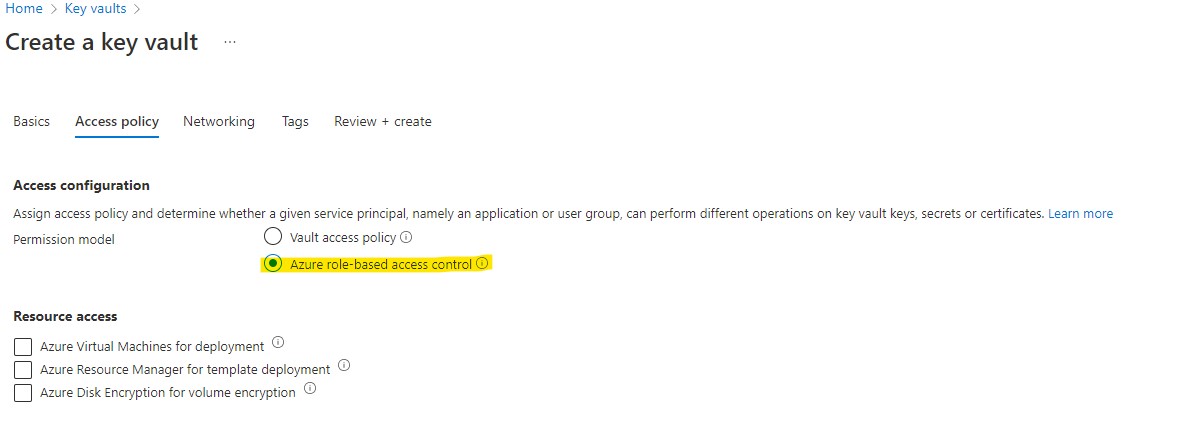 Home > Key vaults >
Create a key vault ...
Basics Access policy Networking Tags Review + create
Access configuration
Assign access policy and determine whether a given service principal, namely an application or user group, can perform different operations on key vault keys, secrets or certificates. Learn more
Permission model
Vault access policy
Azure role-based access control
Resource access
Azure Virtual Machines for deployment
Azure Resource Manager for template deployment
Azure Disk Encryption for volume encryption